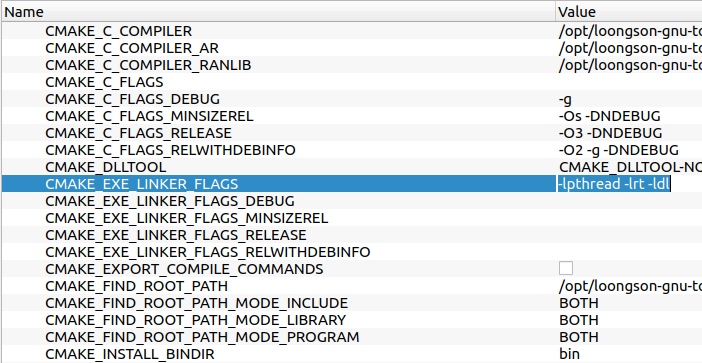 Name Value
CMAKE_C_COMPILER /opt/loongson-gnu-to
CMAKE_C_COMPILER_AR /opt/loongson-gnu-to
CMAKE_C_COMPILER_RANLIB /opt/loongson-gnu-to
CMAKE_C_FLAGS
CMAKE_C_FLAGS_DEBUG -g
CMAKE_C_FLAGS_MINSIZEREL -Os -DNDEBUG
CMAKE_C_FLAGS_RELEASE -O3 -DNDEBUG
CMAKE_C_FLAGS_RELWITHDEBINFO -O2 -g -DNDEBUG
CMAKE_DLLTOOL CMAKE_DLLTOOL-NO
CMAKE_EXE_LINKER_FLAGS -lpthread -lrt -ldl
CMAKE_EXE_LINKER_FLAGS_DEBUG
CMAKE_EXE_LINKER_FLAGS_MINSIZEREL
CMAKE_EXE_LINKER_FLAGS_RELEASE
CMAKE_EXE_LINKER_FLAGS_RELWITHDEBINFO
CMAKE_EXPORT_COMPILE_COMMANDS
CMAKE_FIND_ROOT_PATH /opt/loongson-gnu-to
CMAKE_FIND_ROOT_PATH_MODE_INCLUDE BOTH
CMAKE_FIND_ROOT_PATH_MODE_LIBRARY BOTH
CMAKE_FIND_ROOT_PATH_MODE_PROGRAM BOTH
CMAKE_INSTALL_BINDIR bin